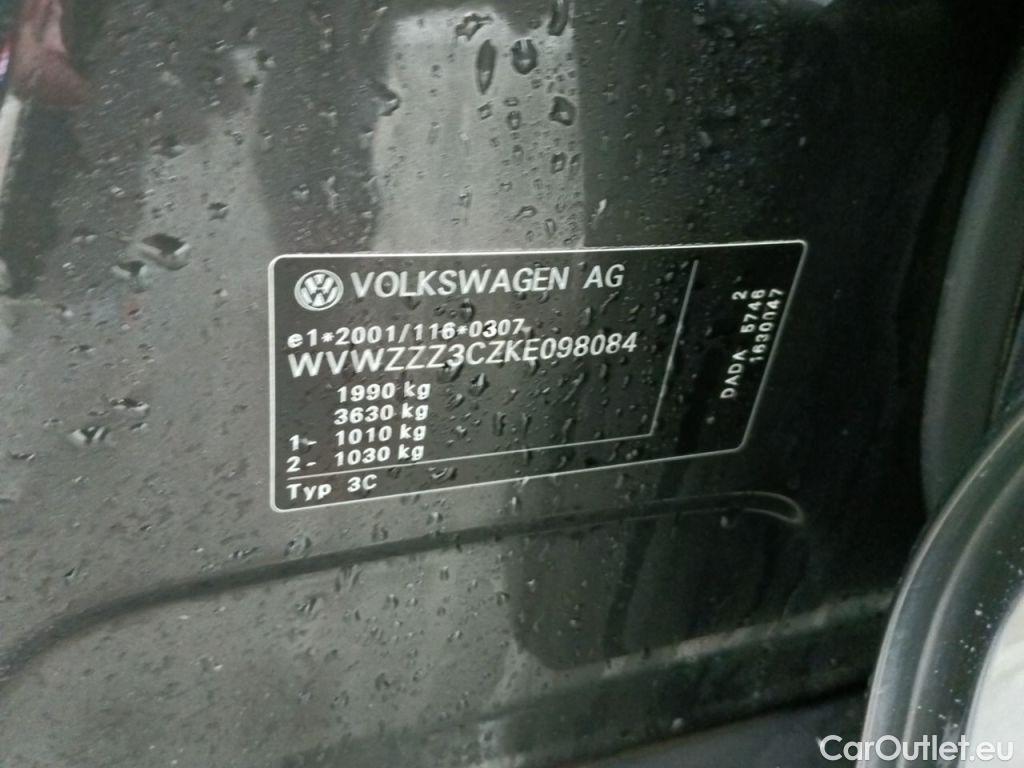 VOLKSWAGEN AG
e1*2001/116*0307
WVWZZZ3CZKE098084
1990 kg
3630 kg
1- 1010 kg
2- 1030 kg
Typ 3C
2
DADA 5746
1690047
CarOutlet.eu